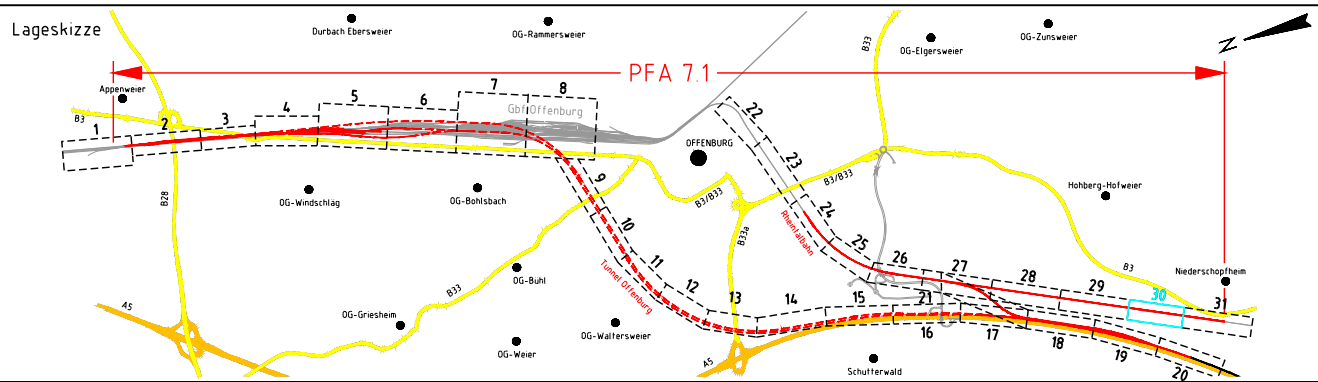 Lageskizze
Durbach Ebersweier
OG-Rammersweier
OG-Elgersweier
OG-Zunsweier
B33
N
PFA 7.1
Appenweier
B3
1
2
3
4
5
6
7
8
Gbf Offenburg
22
OFFENBURG
23
B3/B33
B3/B33
B28
OG-Windschläg
OG-Bohlsbach
9
10
11
12
13
14
15
21
16
17
18
19
20
24
25
26
27
28
29
30
31
Rheintalbahn
Hohberg-Hofweier
B3
Niederschopfheim
B33a
Tunnel Offenburg
OG-Bühl
B33
A5
OG-Griesheim
OG-Waltersweier
OG-Weier
A5
Schutterwald